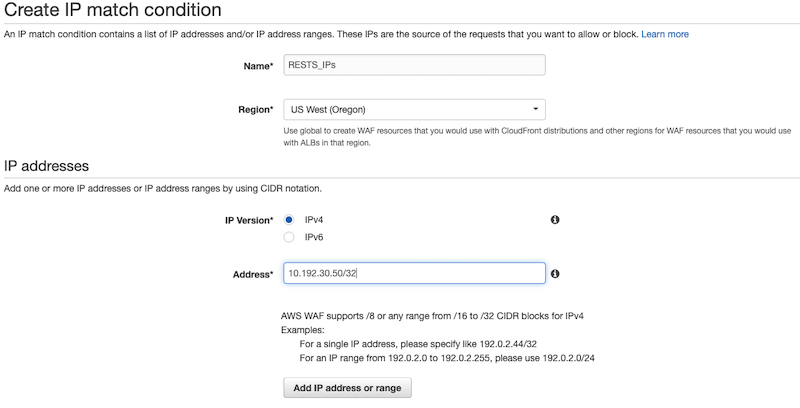 Create IP match condition
An IP match condition contains a list of IP addresses and/or IP address ranges. These IPs are the source of the requests that you want to allow or block. Learn more
Name* RESTS_IPs
Region* US West (Oregon)
Use global to create WAF resources that you would use with CloudFront distributions and other regions for WAF resources that you would use
with ALBs in that region.
IP addresses
Add one or more IP addresses or IP address ranges by using CIDR notation.
IP Version* IPv4
IPv6
Address* 10.192.30.50/32
AWS WAF supports /8 or any range from /16 to /32 CIDR blocks for IPv4
Examples:
For a single IP address, please specify like 192.0.2.44/32
For an IP range from 192.0.2.0 to 192.0.2.255, please use 192.0.2.0/24
Add IP address or range